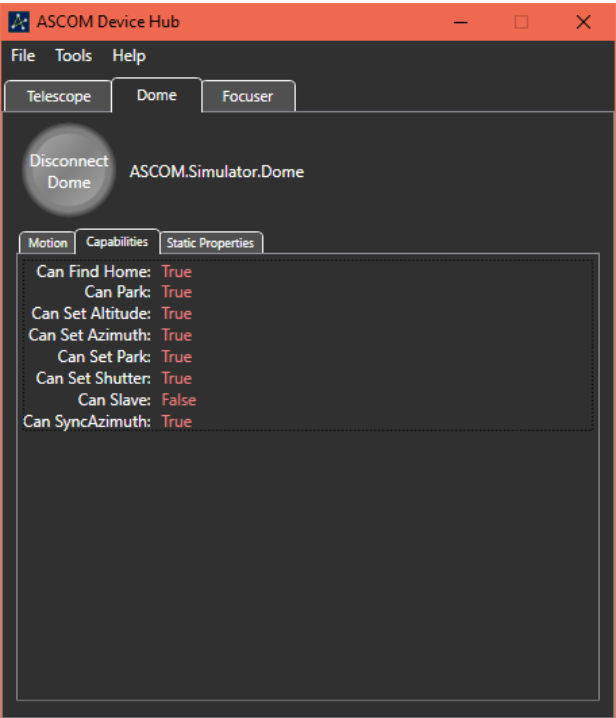 ASCOM Device Hub
File Tools Help
Telescope Dome Focuser
Disconnect
Dome
ASCOM.Simulator.Dome
Motion Capabilities Static Properties
Can Find Home: True
Can Park: True
Can Set Altitude: True
Can Set Azimuth: True
Can Set Park: True
Can Set Shutter: True
Can Slave: False
Can SyncAzimuth: True